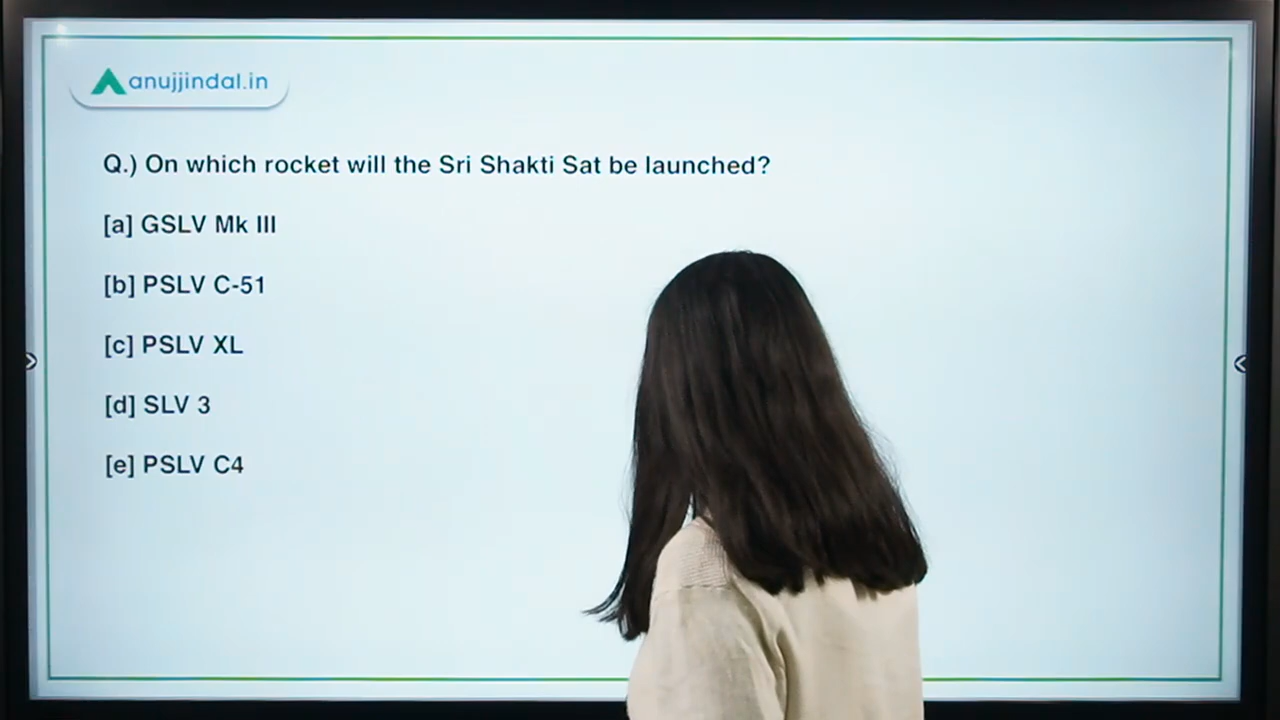 anujjindal.in
Q.) On which rocket will the Sri Shakti Sat be launched?
[a] GSLV Mk III
[b] PSLV C-51
[c] PSLV XL
[d] SLV 3
[e] PSLV C4